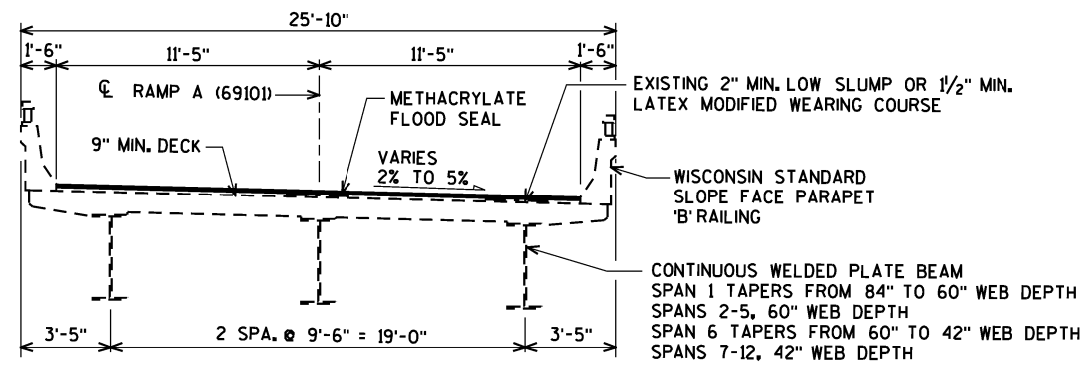 25'-10"
1'-6"
11'-5"
11'-5"
1'-6"
℄ RAMP A (69101)
METHACRYLATE
FLOOD SEAL
EXISTING 2" MIN. LOW SLUMP OR 1½" MIN.
LATEX MODIFIED WEARING COURSE
9" MIN. DECK
VARIES
2% TO 5%
WISCONSIN STANDARD
SLOPE FACE PARAPET
'B' RAILING
CONTINUOUS WELDED PLATE BEAM
SPAN 1 TAPERS FROM 84" TO 60" WEB DEPTH
SPANS 2-5, 60" WEB DEPTH
SPAN 6 TAPERS FROM 60" TO 42" WEB DEPTH
SPANS 7-12, 42" WEB DEPTH
3'-5"
2 SPA. @ 9'-6" = 19'-0"
3'-5"